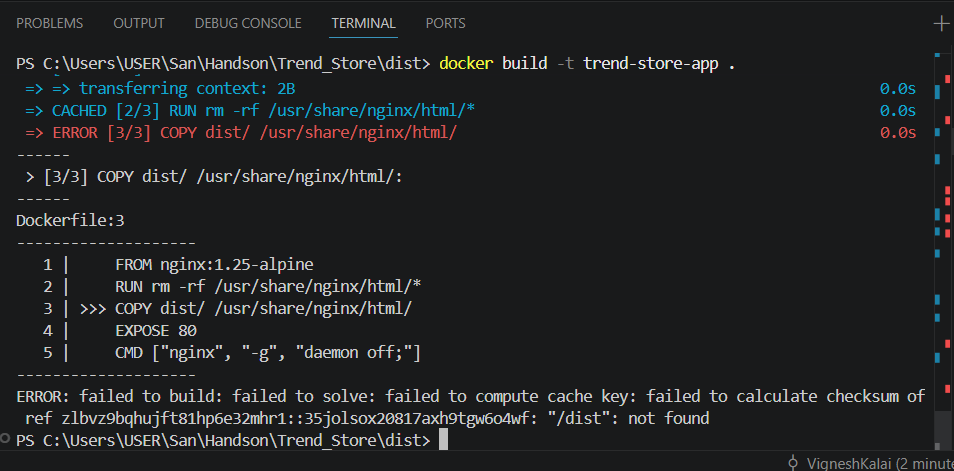 PROBLEMS OUTPUT DEBUG CONSOLE TERMINAL PORTS
PS C:\Users\USER\San\Handson\Trend_Store\dist> docker build -t trend-store-app .
=> => transferring context: 2B 0.0s
=> CACHED [2/3] RUN rm -rf /usr/share/nginx/html/* 0.0s
=> ERROR [3/3] COPY dist/ /usr/share/nginx/html/ 0.0s
------
> [3/3] COPY dist/ /usr/share/nginx/html/:
------
Dockerfile:3
--------------------
1 | FROM nginx:1.25-alpine
2 | RUN rm -rf /usr/share/nginx/html/*
3 | >>> COPY dist/ /usr/share/nginx/html/
4 | EXPOSE 80
5 | CMD ["nginx", "-g", "daemon off;"]
--------------------
ERROR: failed to build: failed to solve: failed to compute cache key: failed to calculate checksum of
ref zlbvz9bqhujft81hp6e32mhr1::35jolsox20817axh9tgw6o4wf: "/dist": not found
PS C:\Users\USER\San\Handson\Trend_Store\dist>
VigneshKalai (2 minute